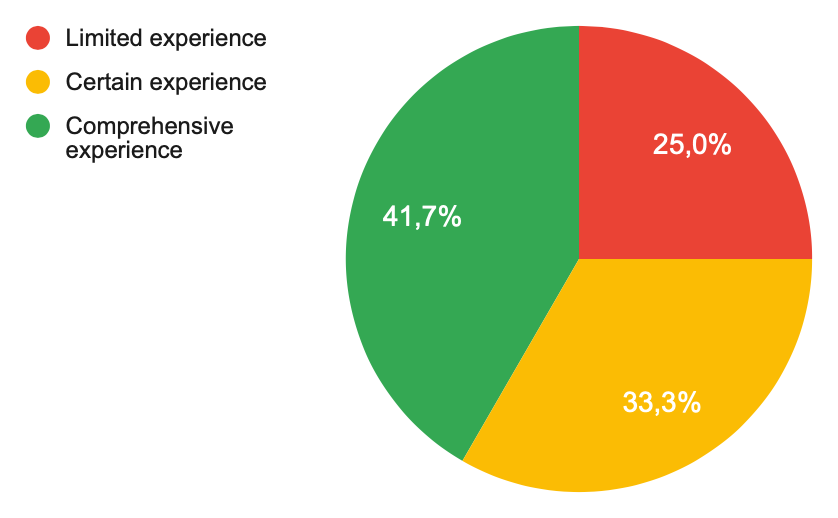 Limited experience
Certain experience
Comprehensive
experience
25,0%
41,7%
33,3%